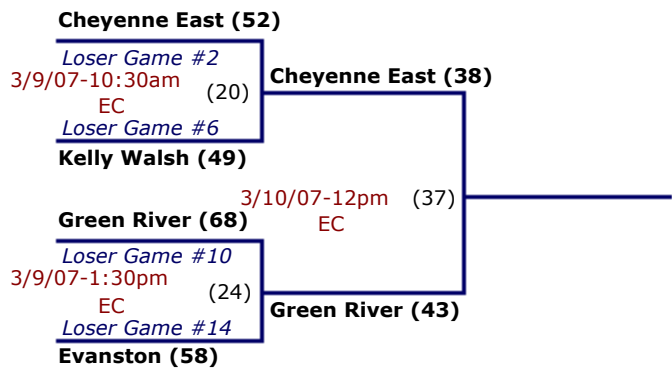 Cheyenne East (52)
Loser Game #2
3/9/07-10:30am
EC
(20)
Loser Game #6
Kelly Walsh (49)
Cheyenne East (38)
3/10/07-12pm
EC
(37)
Green River (68)
Loser Game #10
3/9/07-1:30pm
EC
(24)
Loser Game #14
Evanston (58)
Green River (43)